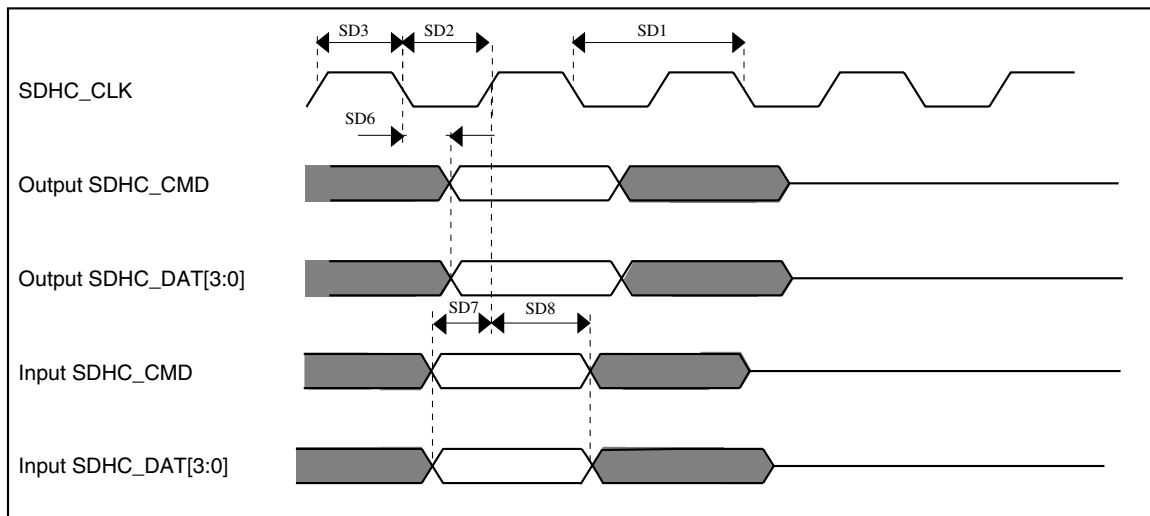 SD3 SD2 SD1
SDHC_CLK
SD6
Output SDHC_CMD
Output SDHC_DAT[3:0]
SD7 SD8
Input SDHC_CMD
Input SDHC_DAT[3:0]